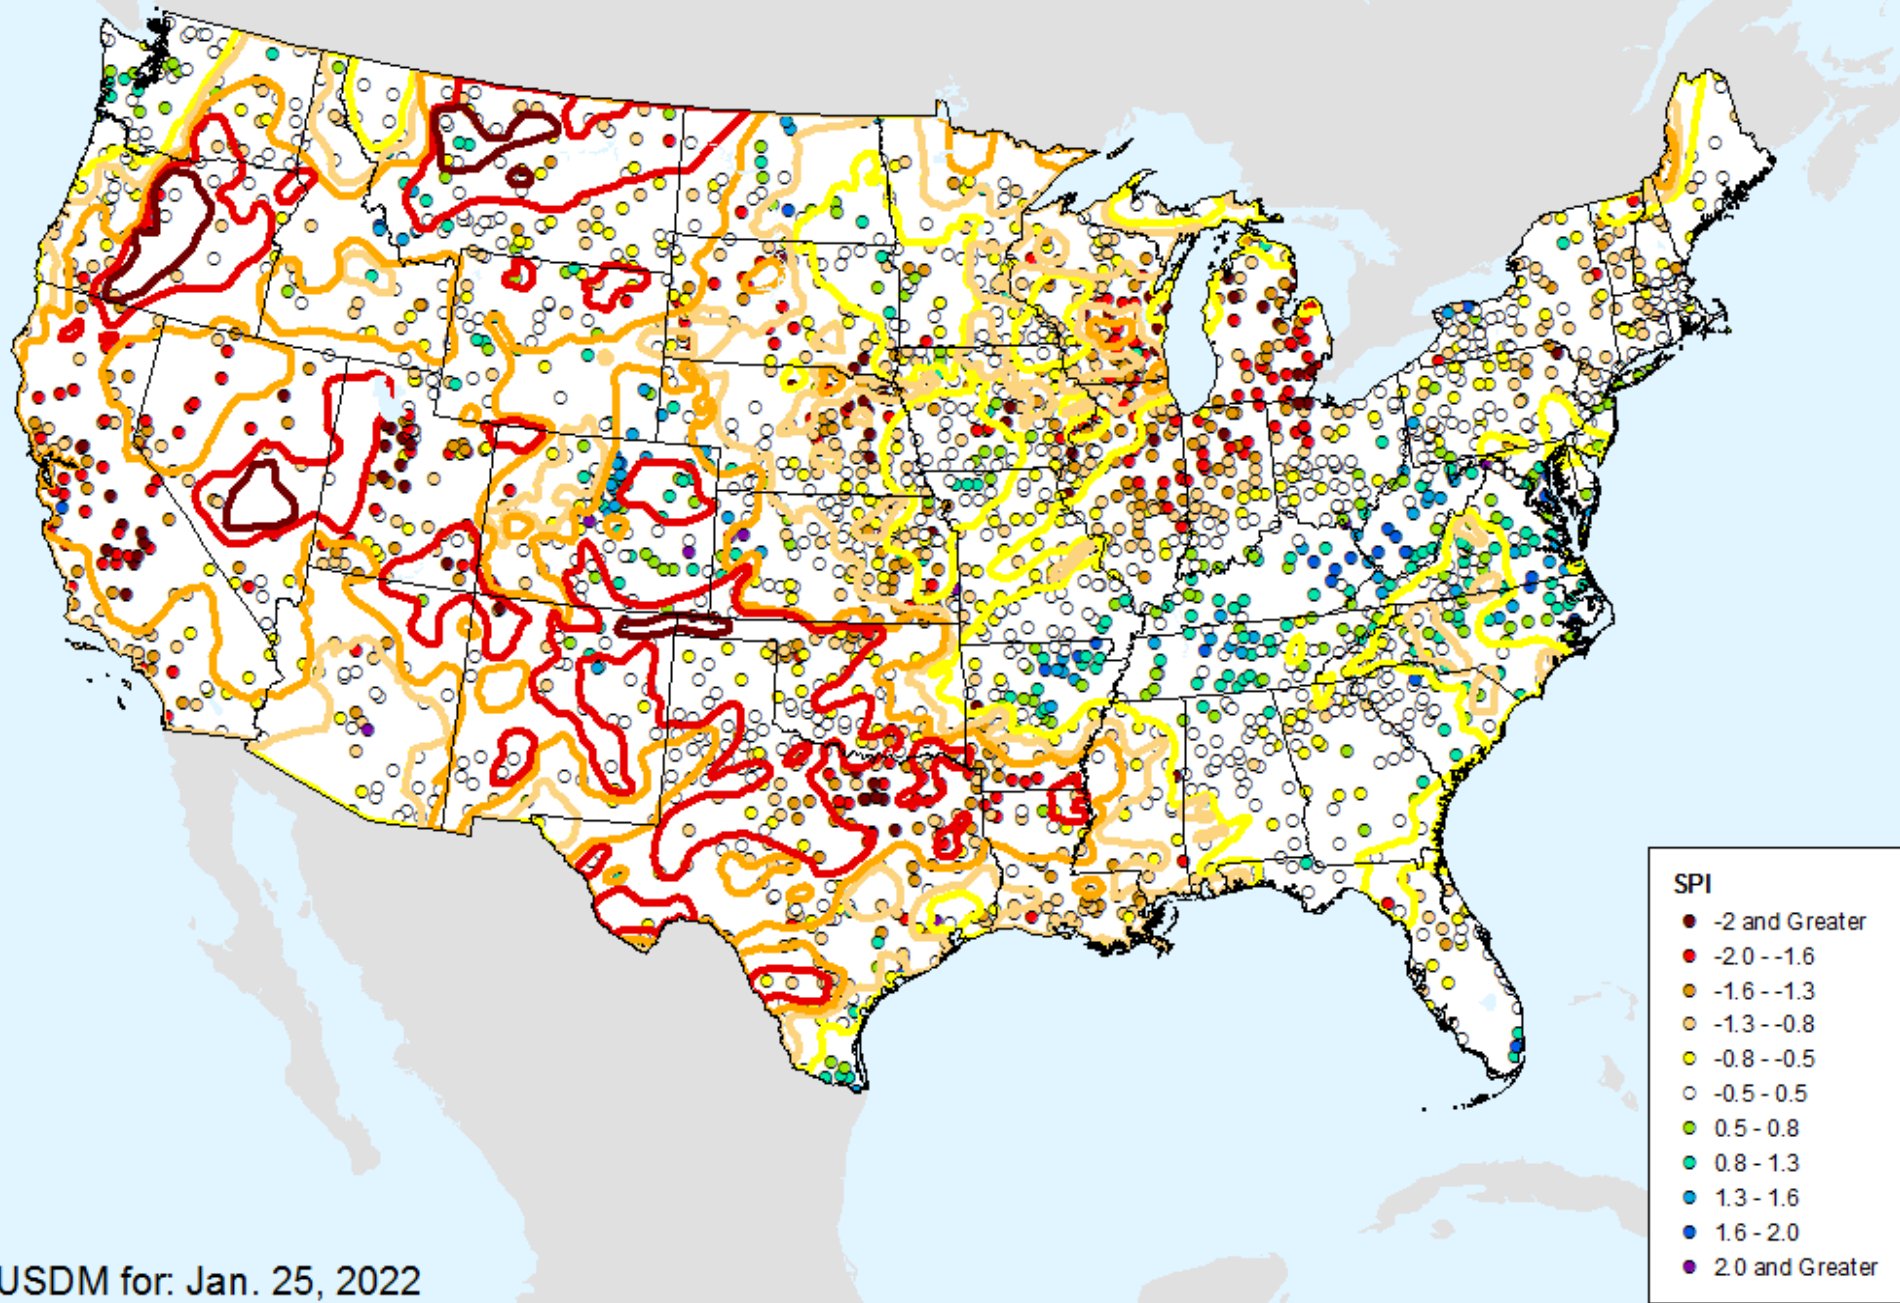 SPI
-2 and Greater
-2.0 - -1.6
-1.6 - -1.3
-1.3 - -0.8
-0.8 - -0.5
-0.5 - 0.5
0.5 - 0.8
0.8 - 1.3
1.3 - 1.6
1.6 - 2.0
2.0 and Greater
USDM for: Jan. 25, 2022